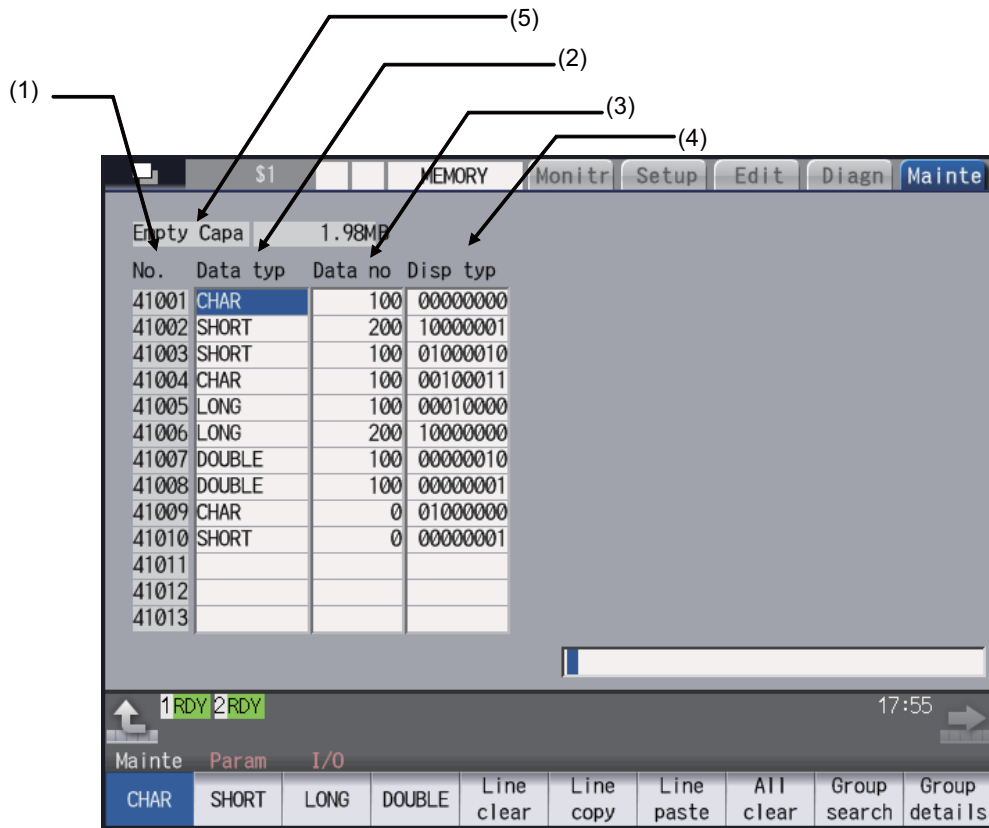 (5)
(2)
(1)
(3)
(4)
$1 MEMORY Monitr Setup Edit Diagn Mainte
Empty Capa 1.98MB
No. Data typ Data no Disp typ
41001 CHAR 100 00000000
41002 SHORT 200 10000001
41003 SHORT 100 01000010
41004 CHAR 100 00100011
41005 LONG 100 00010000
41006 LONG 200 10000000
41007 DOUBLE 100 00000010
41008 DOUBLE 100 00000001
41009 CHAR 0 01000000
41010 SHORT 0 00000001
41011
41012
41013
1 RDY 2 RDY 17:55
Mainte Param I/O
CHAR SHORT LONG DOUBLE Line clear Line copy Line paste All clear Group search Group details